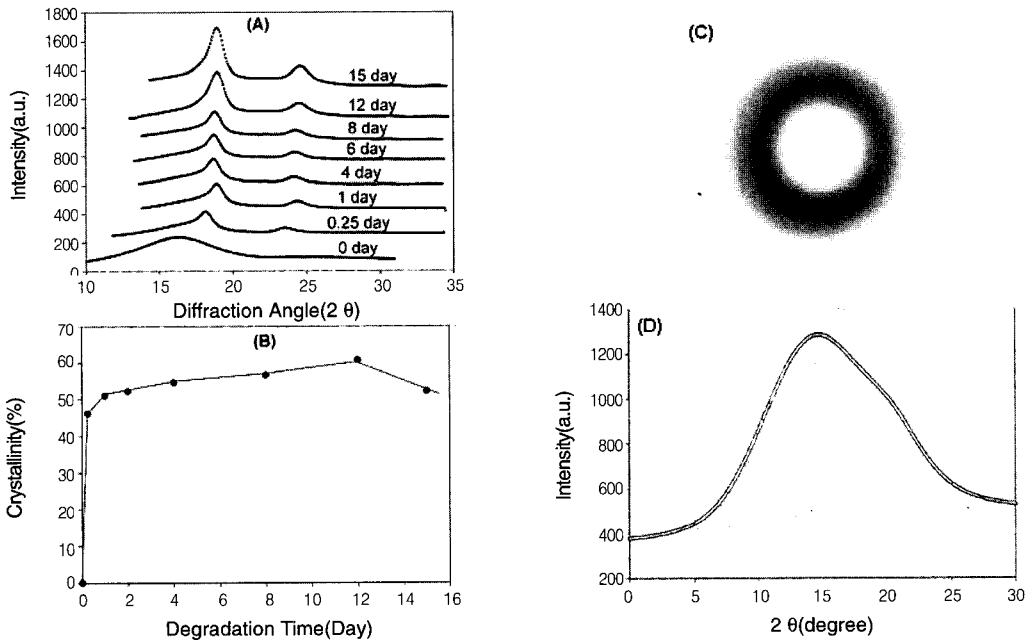 (A)
1800
1600
1400
1200
1000
800
600
400
200
0
Intensity(a.u.)
15 day
12 day
8 day
6 day
4 day
1 day
0.25 day
0 day
10
15
20
25
30
35
Diffraction Angle(2 θ)
(B)
70
60
50
40
30
20
10
0
Crystallinity(%)
0
2
4
6
8
10
12
14
16
Degradation Time(Day)
(C)
(D)
1400
1200
1000
600
400
200
Intensity(a.u.)
0
5
10
15
20
25
30
2 θ(degree)